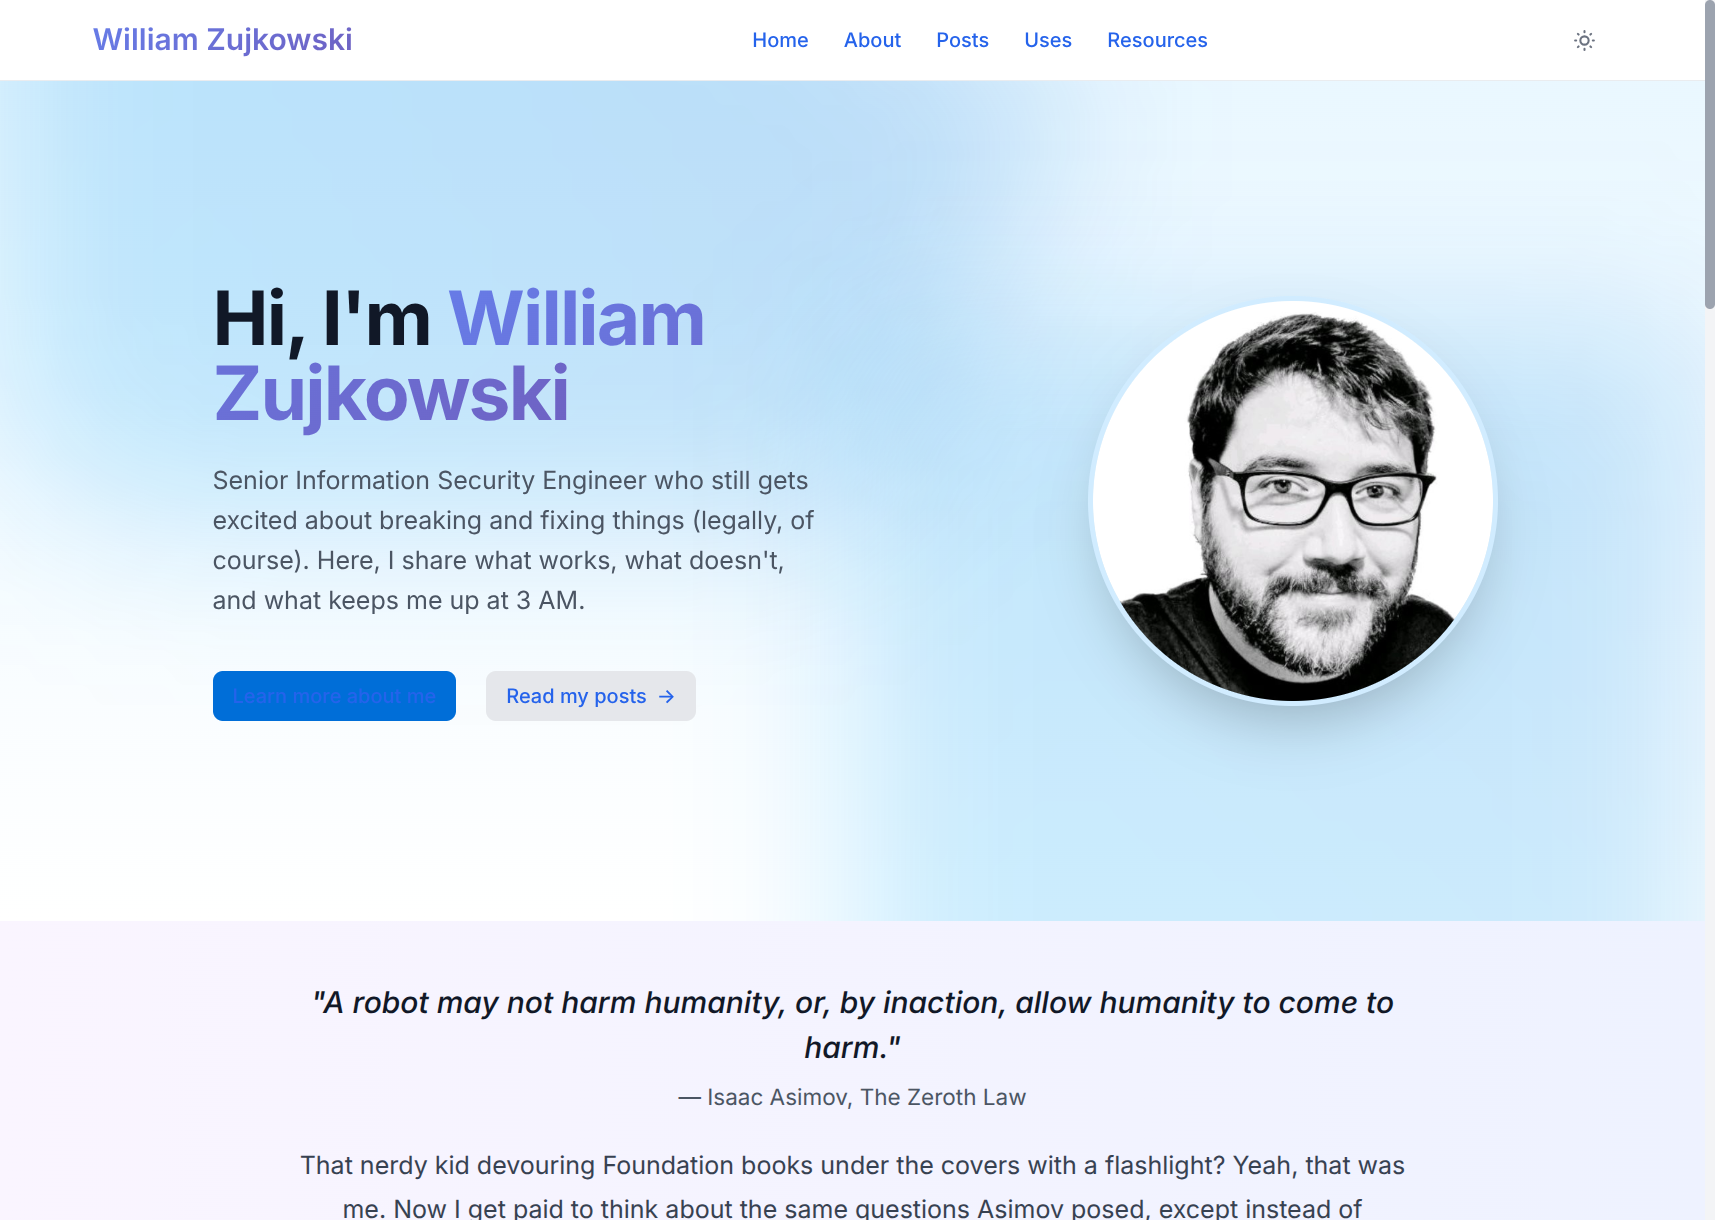 William Zujkowski
Home About Posts Uses Resources
Hi, I'm William
Zujkowski
Senior Information Security Engineer who still gets
excited about breaking and fixing things (legally, of
course). Here, I share what works, what doesn't,
and what keeps me up at 3 AM.
Learn more about me
Read my posts →
"A robot may not harm humanity, or, by inaction, allow humanity to come to
harm."
— Isaac Asimov, The Zeroth Law
That nerdy kid devouring Foundation books under the covers with a flashlight? Yeah, that was
me. Now I get paid to think about the same questions Asimov posed, except instead of